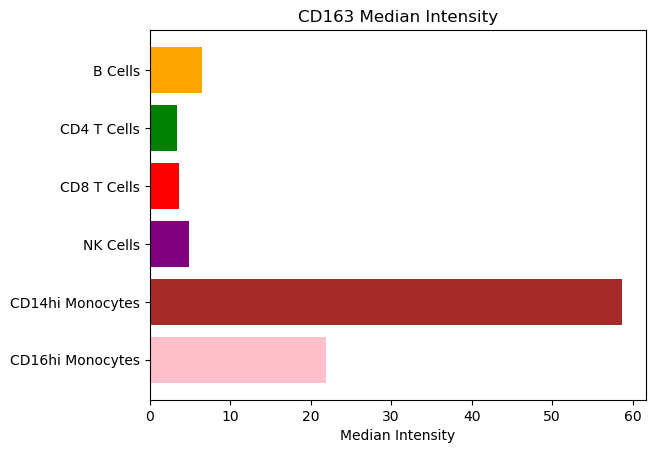 CD163 Median Intensity
B Cells
CD4 T Cells
CD8 T Cells
NK Cells
CD14hi Monocytes
CD16hi Monocytes
0 10 20 30 40 50 60
Median Intensity